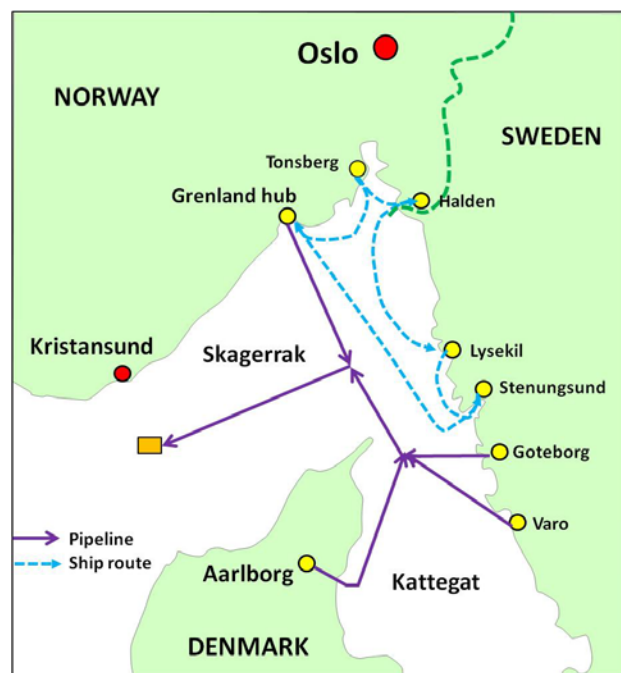 Oslo
NORWAY
SWEDEN
Tonsberg
Grenland hub
Halden
Kristansund
Skagerrak
Lysekil
Stenungsund
Goteborg
Varo
Pipeline
Ship route
Aarlborg
Kattegat
DENMARK